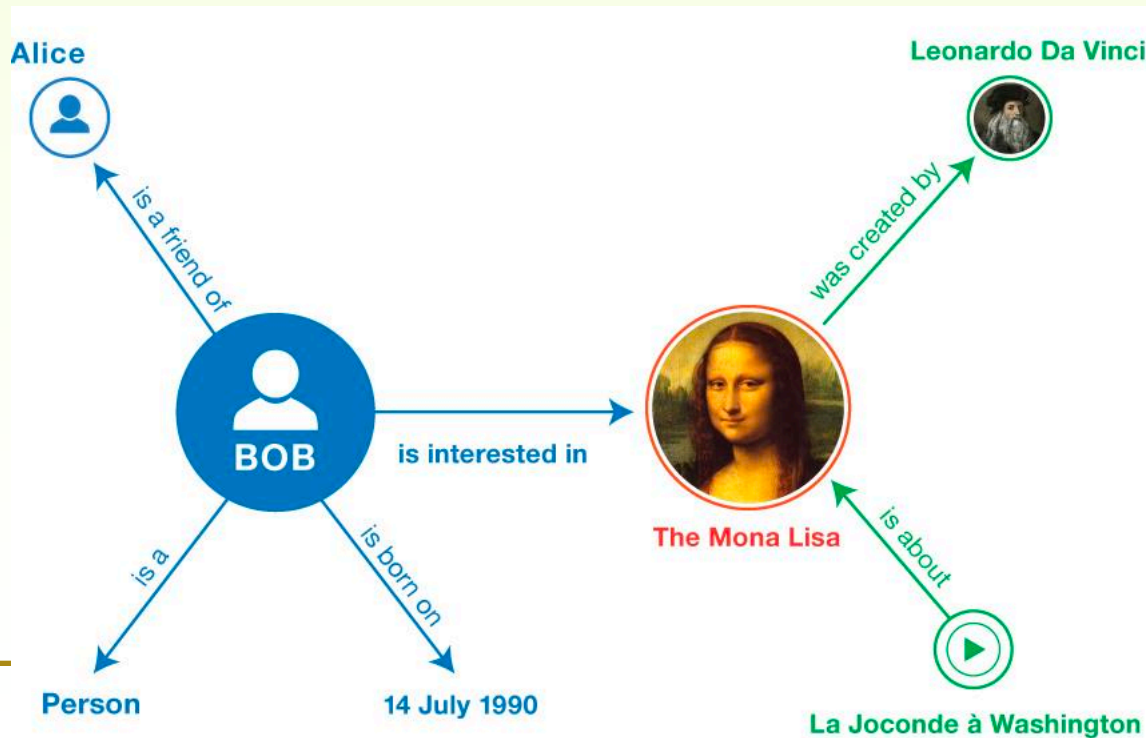 Alice
Leonardo Da Vinci
is a friend of
was created by
BOB
is interested in
The Mona Lisa
is a
is born on
is about
Person
14 July 1990
La Joconde à Washington